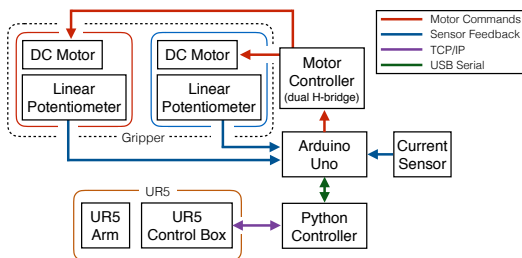 DC Motor
Linear
Potentiometer
DC Motor
Linear
Potentiometer
Gripper
Motor
Controller
(dual H-bridge)
Motor Commands
Sensor Feedback
TCP/IP
USB Serial
Arduino
Uno
Current
Sensor
UR5
UR5
Arm
UR5
Control Box
Python
Controller